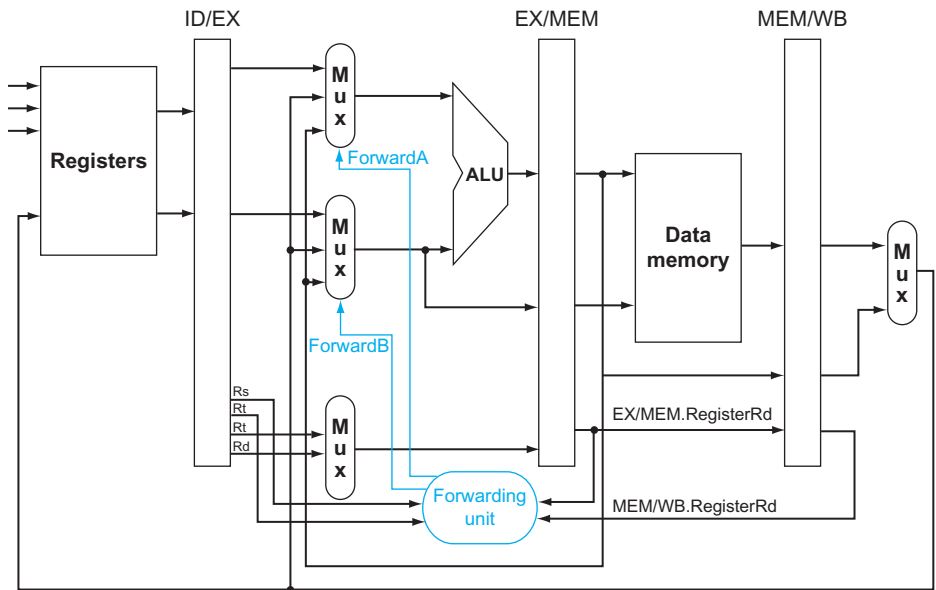 ID/EX
EX/MEM
MEM/WB
Registers
M
u
x
ForwardA
ALU
M
u
x
Data
memory
M
u
x
ForwardB
Rs
Rt
Rt
Rd
M
u
x
EX/MEM.RegisterRd
Forwarding
unit
MEM/WB.RegisterRd